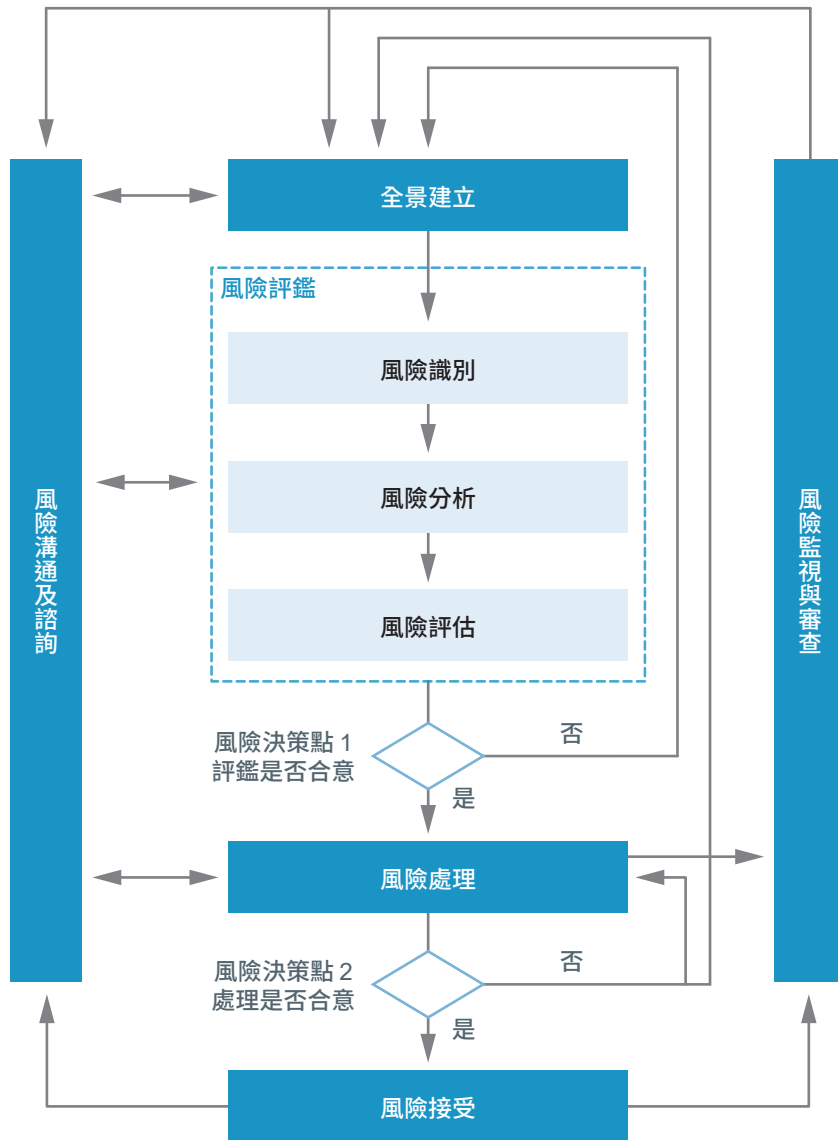 全景建立
風險評鑑
風險識別
風險分析
風險評估
風險溝通及諮詢
風險監視與審查
風險決策點 1
評鑑是否合意
否
是
風險處理
風險決策點 2
處理是否合意
否
是
風險接受